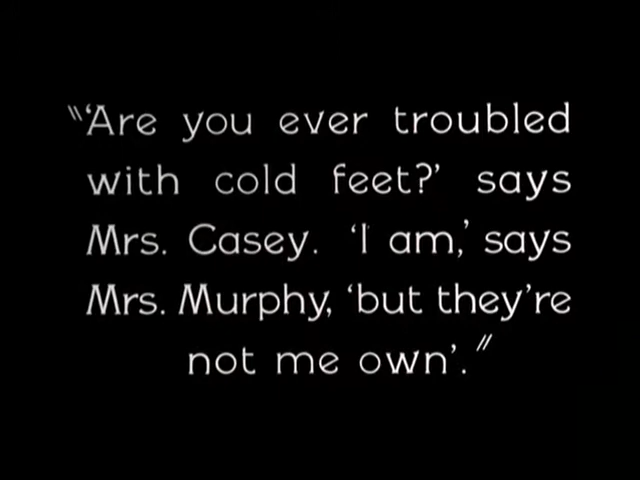 "'Are you ever troubled
with cold feet?' says
Mrs. Casey. 'I am,' says
Mrs. Murphy, 'but they're
not me own'."